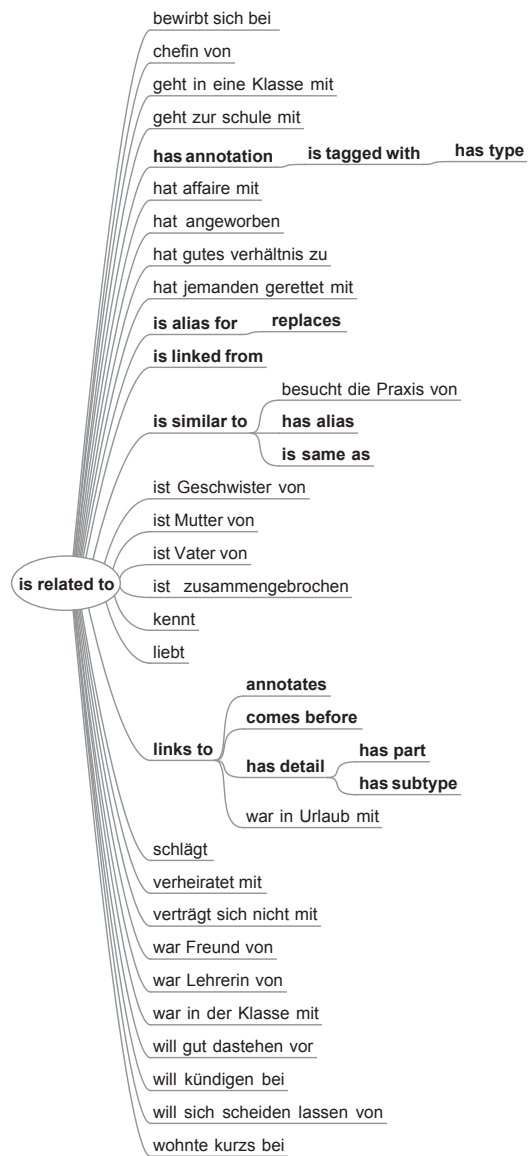 bewirbt sich bei
chefin von
geht in eine Klasse mit
geht zur schule mit
has annotation is tagged with has type
hat affaire mit
hat angeworben
hat gutes verhältnis zu
hat jemanden gerettet mit
is alias for replaces
is linked from
besucht die Praxis von
is similar to has alias
is same as
ist Geschwister von
ist Mutter von
ist Vater von
is related to ist zusammengebrochen
kennt
liebt
annotates
comes before
links to has detail has part
has subtype
war in Urlaub mit
schlägt
verheiratet mit
verträgt sich nicht mit
war Freund von
war Lehrerin von
war in der Klasse mit
will gut dastehen vor
will kündigen bei
will sich scheiden lassen von
wohnte kurzs bei